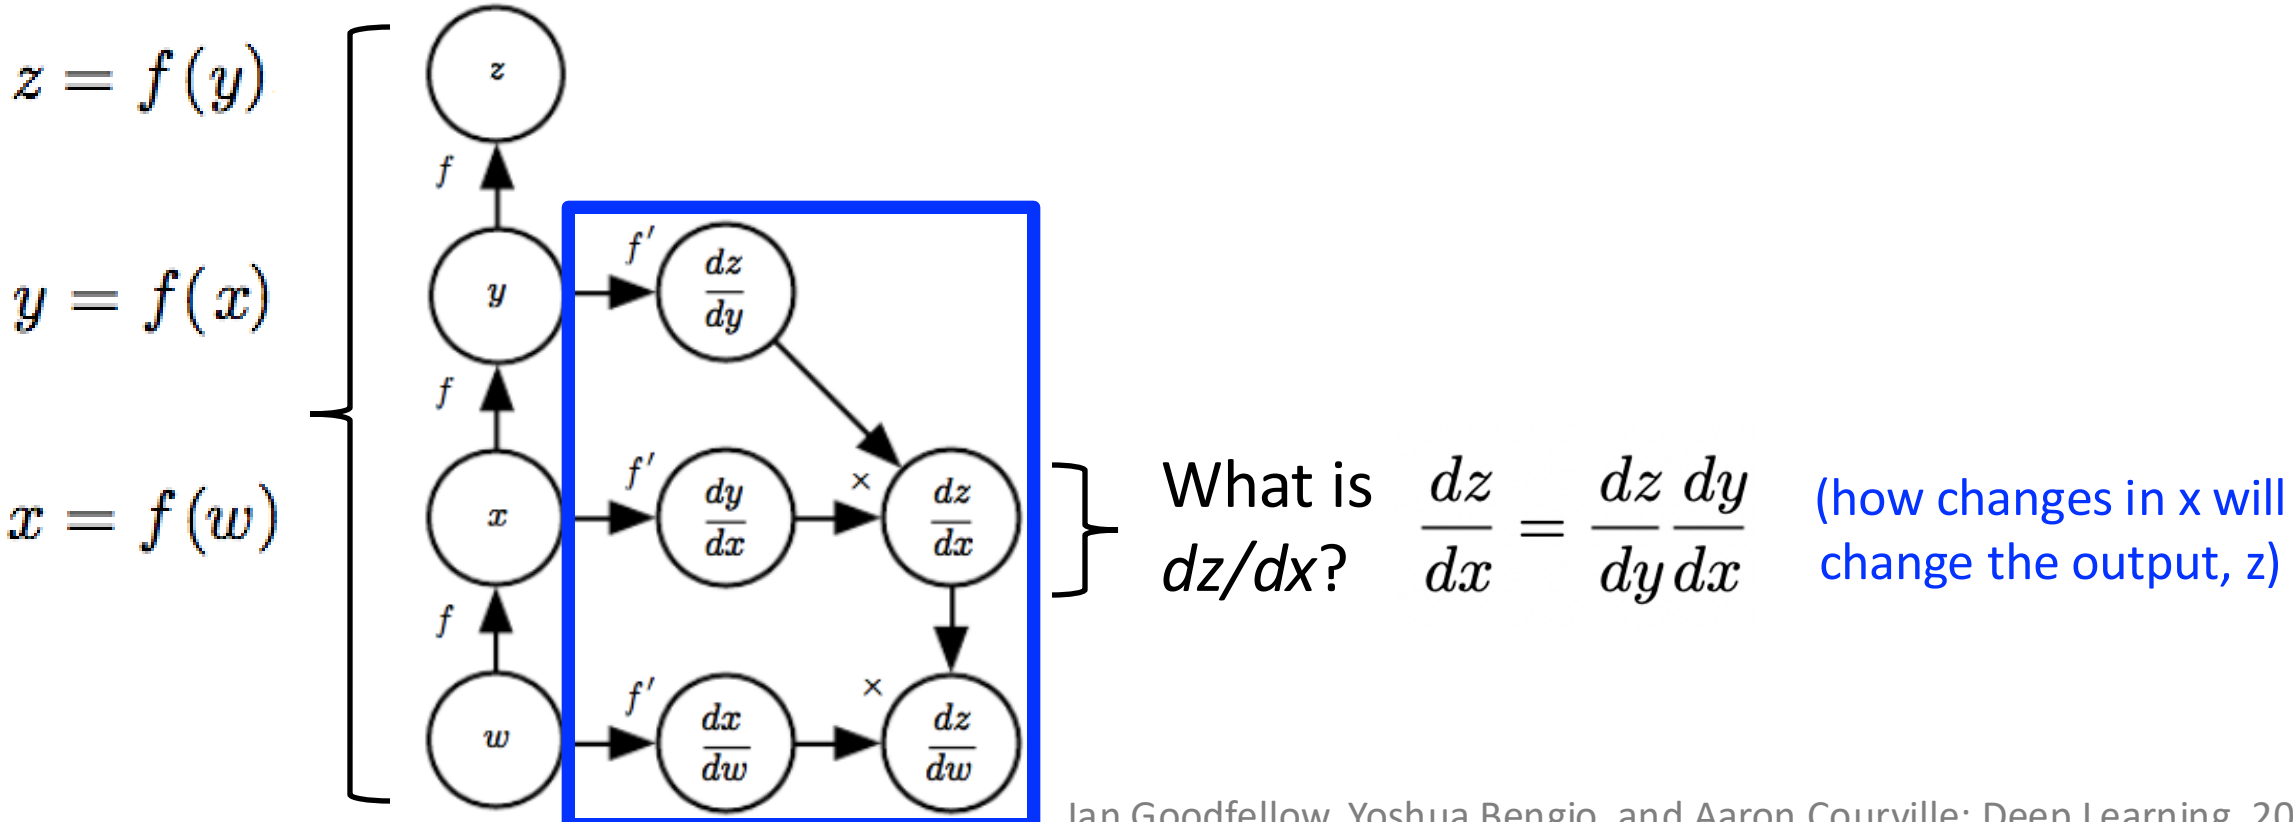 z = f(y)
y = f(x)
x = f(w)
z
f
y
f' dz/dy
f
x
f' dy/dx × dz/dx
f
w
f' dx/dw × dz/dw
What is
dz/dx?
dz/dx = dz/dy dy/dx
(how changes in x will
change the output, z)
Ian Goodfellow, Yoshua Bengio, and Aaron Courville; Deep Learning, 20